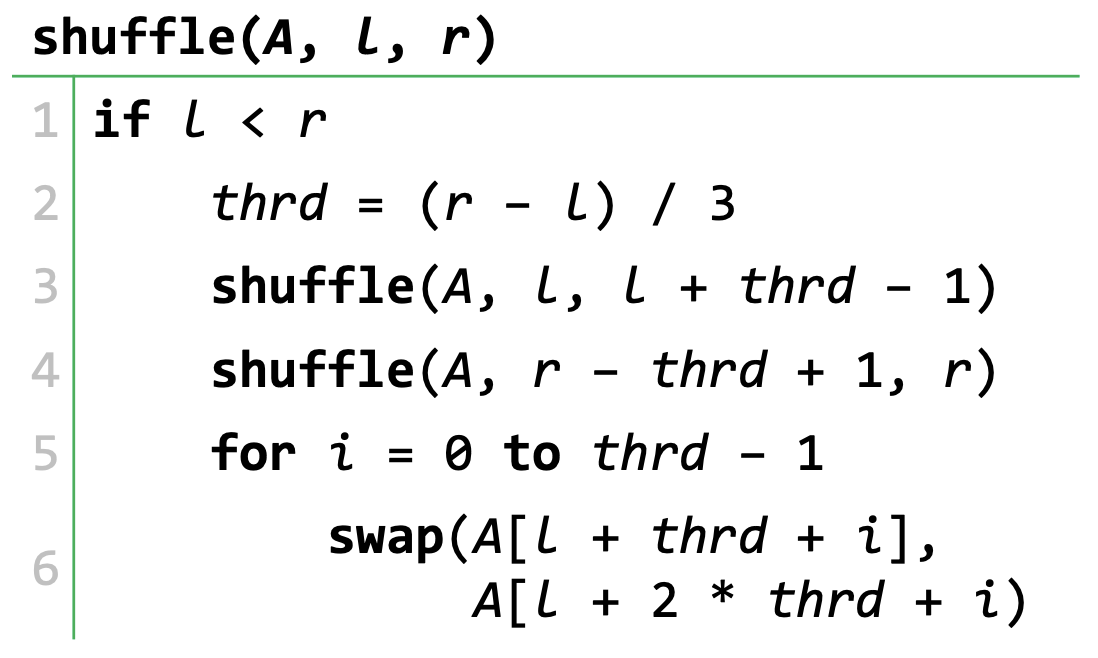 shuffle(A, l, r)
1 if l < r
2 thrd = (r – l) / 3
3 shuffle(A, l, l + thrd – 1)
4 shuffle(A, r – thrd + 1, r)
5 for i = 0 to thrd – 1
6 swap(A[l + thrd + i],
A[l + 2 * thrd + i)